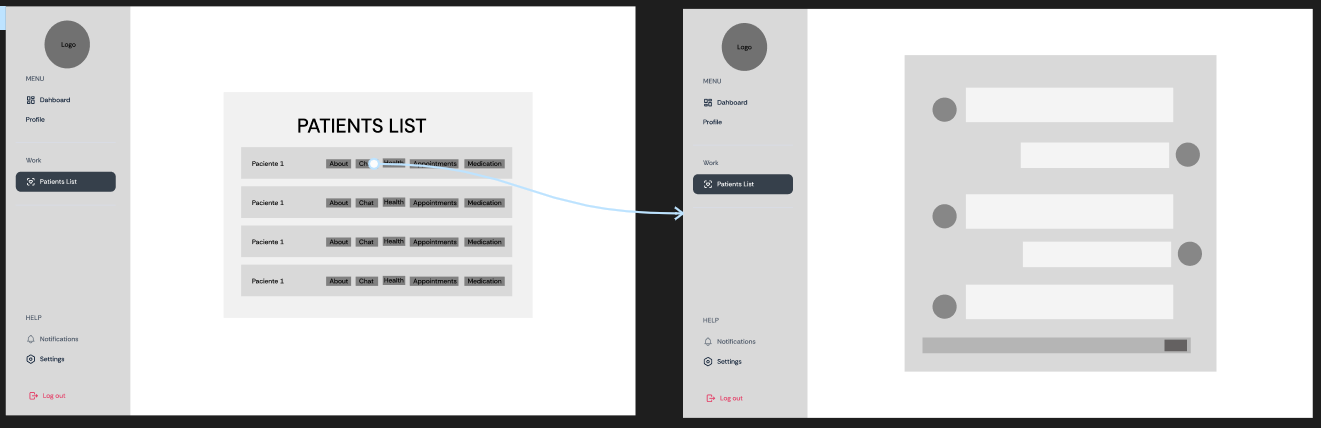 Logo
MENU
Dahboard
Profile
Work
Patients List
HELP
Notifications
Settings
Log out
PATIENTS LIST
Paciente 1 About Ch Health Appointments Medication
Paciente 1 About Chat Health Appointments Medication
Paciente 1 About Chat Health Appointments Medication
Paciente 1 About Chat Health Appointments Medication
Logo
MENU
Dahboard
Profile
Work
Patients List
HELP
Notifications
Settings
Log out